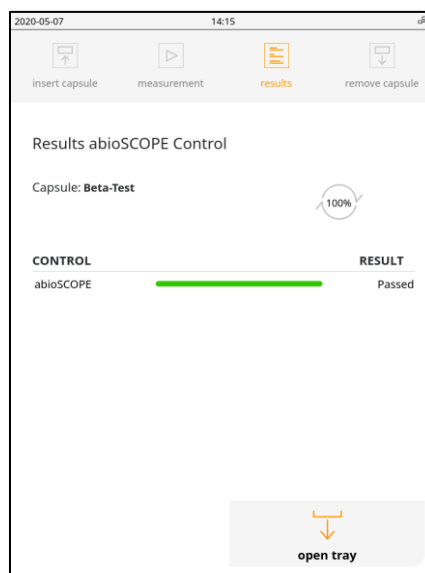 2020-05-07 14:15
insert capsule measurement results remove capsule
Results abioSCOPE Control
Capsule: Beta-Test
100%
CONTROL RESULT
abioSCOPE Passed
open tray